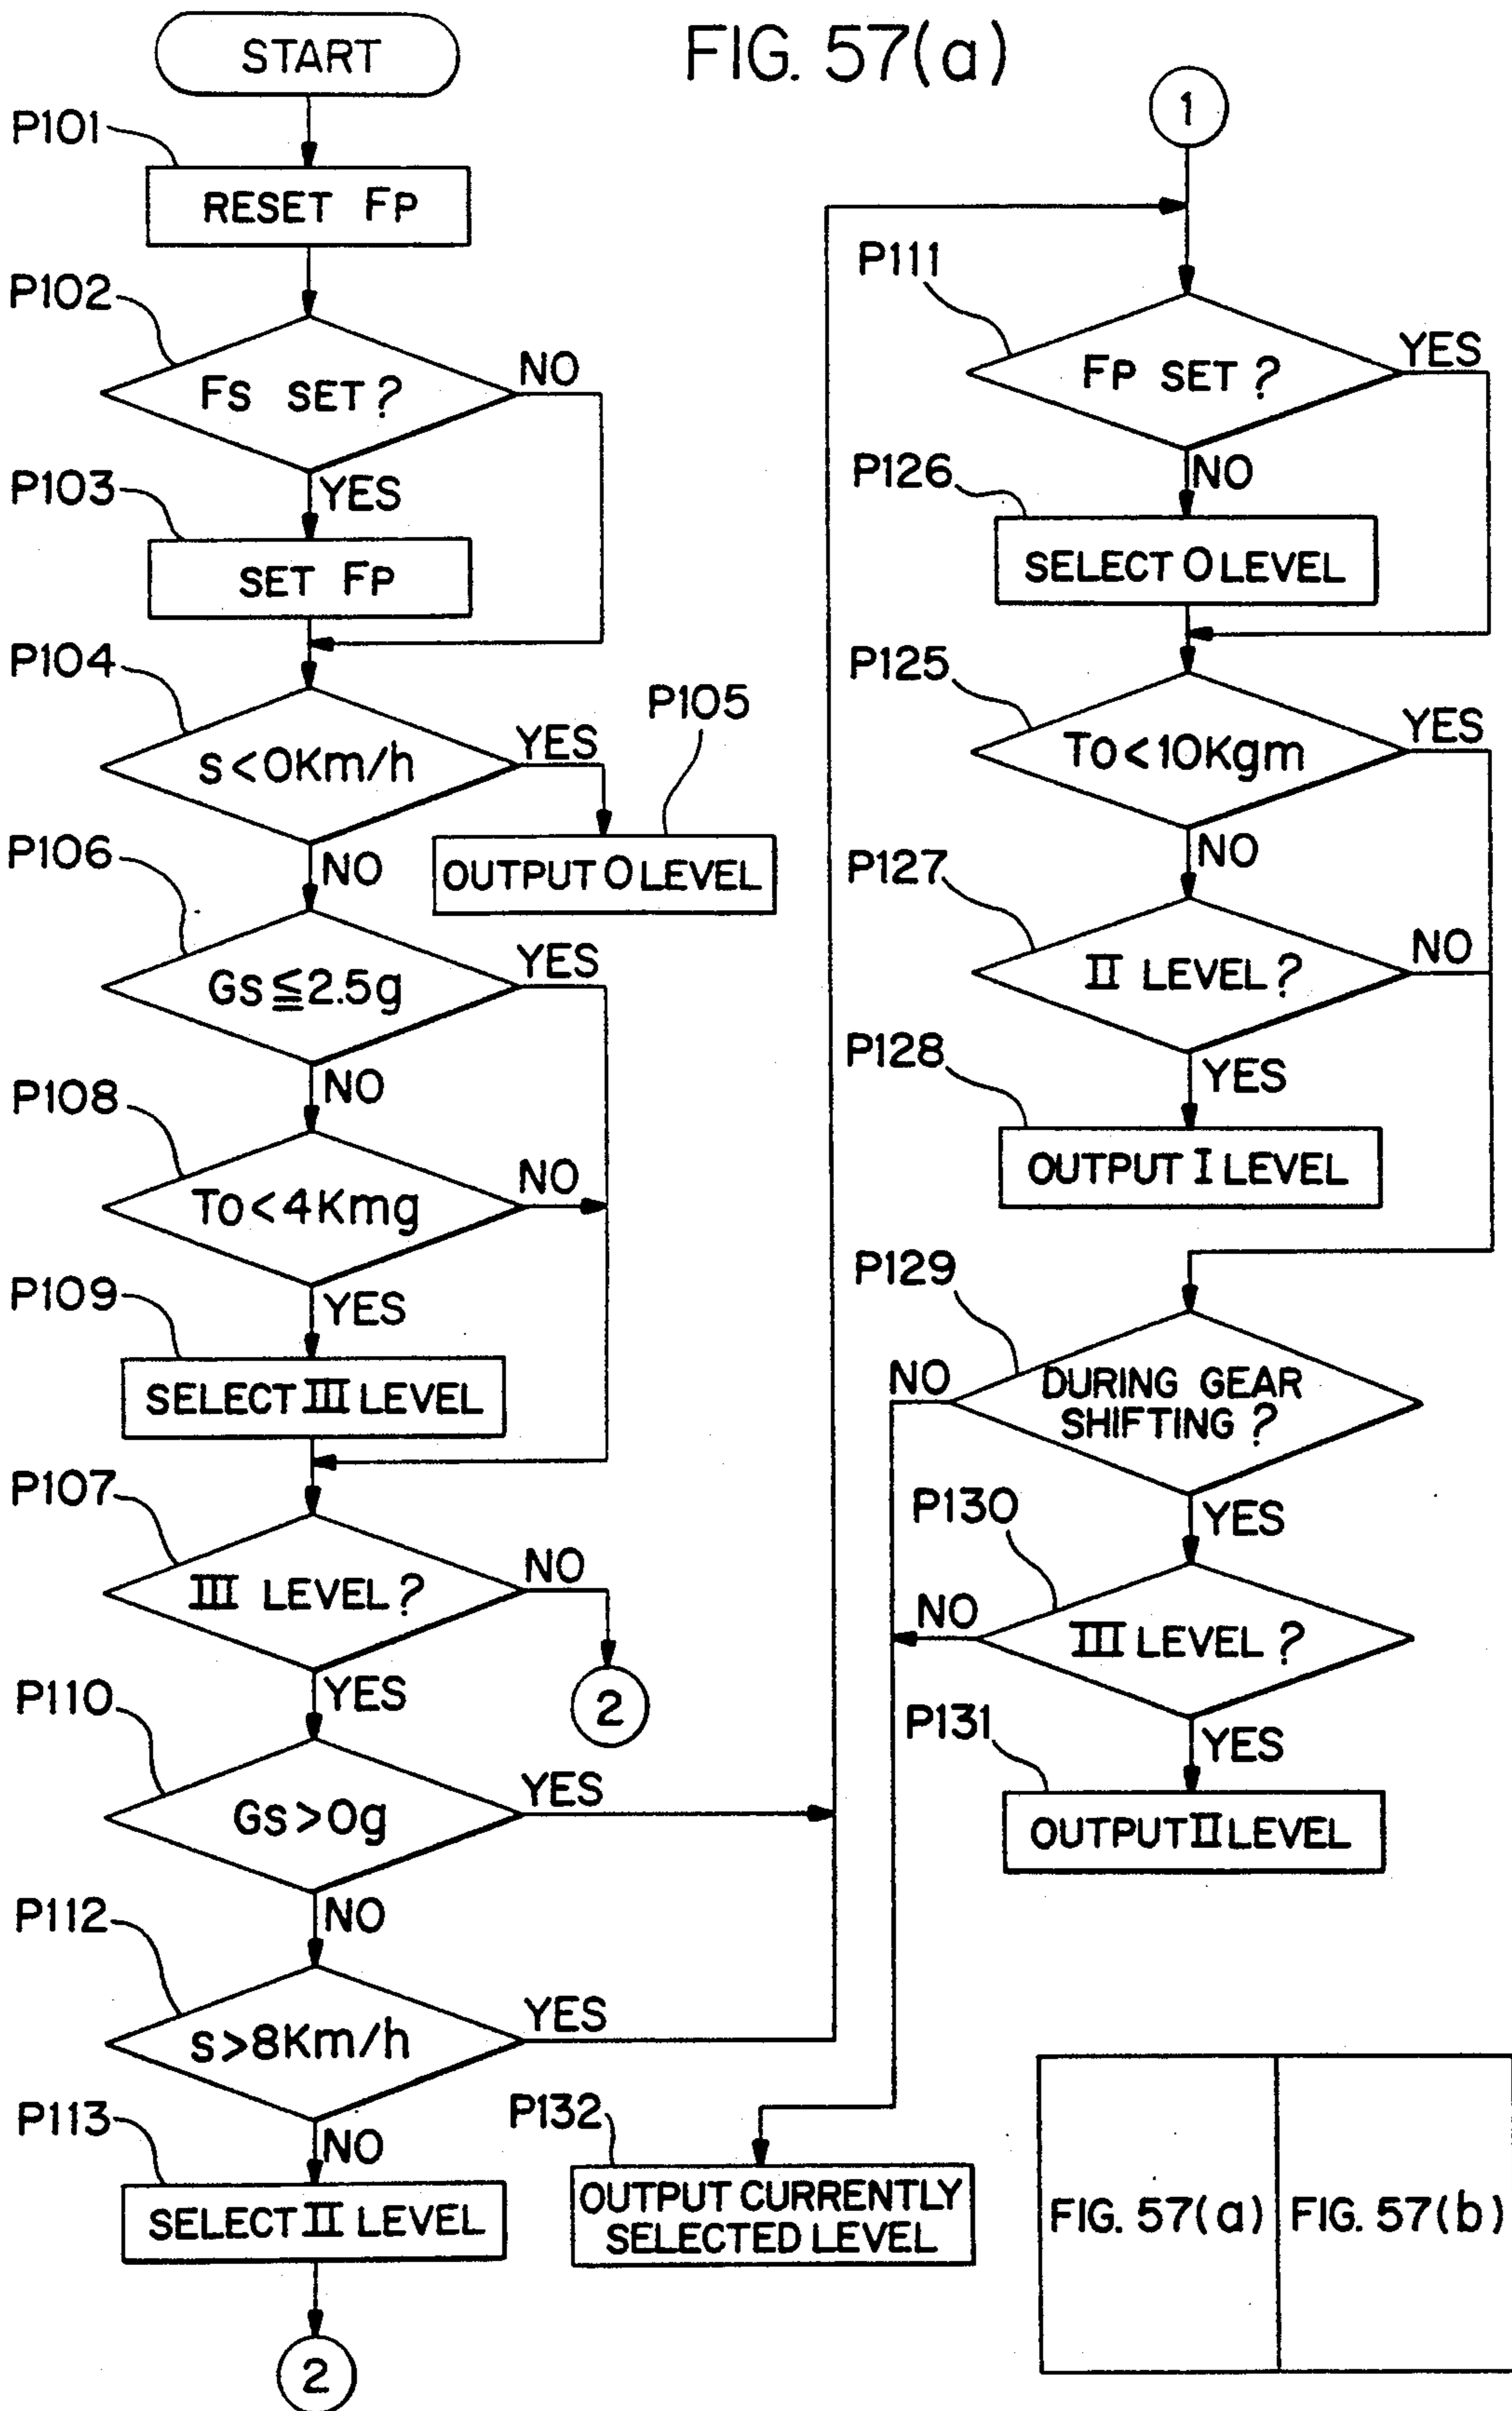 FIG. 57(a)
START
P101
RESET FP
P102
FS SET?
NO
YES
P103
SET FP
P104
s<0Km/h
YES
P105
OUTPUT 0 LEVEL
NO
P106
Gs≦2.5g
YES
NO
P108
To<4Kmg
NO
YES
P109
SELECT III LEVEL
P107
III LEVEL?
NO
2
YES
P110
Gs>0g
YES
NO
P112
s>8Km/h
YES
NO
P113
SELECT II LEVEL
2
1
P111
FP SET?
YES
NO
P126
SELECT 0 LEVEL
P125
To<10Kgm
YES
NO
P127
II LEVEL?
NO
YES
P128
OUTPUT I LEVEL
P129
DURING GEAR
SHIFTING?
NO
YES
P130
III LEVEL?
NO
YES
P131
OUTPUT II LEVEL
P132
OUTPUT CURRENTLY
SELECTED LEVEL
FIG. 57(a)
FIG. 57(b)